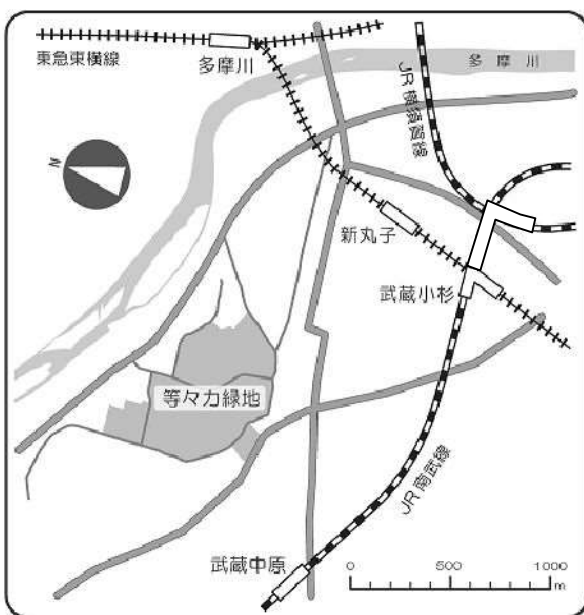 東急東横線
多摩川
多摩川
JR横須賀線
N
新丸子
武蔵小杉
等々力緑地
JR南武線
武蔵中原
0 500 1000
m